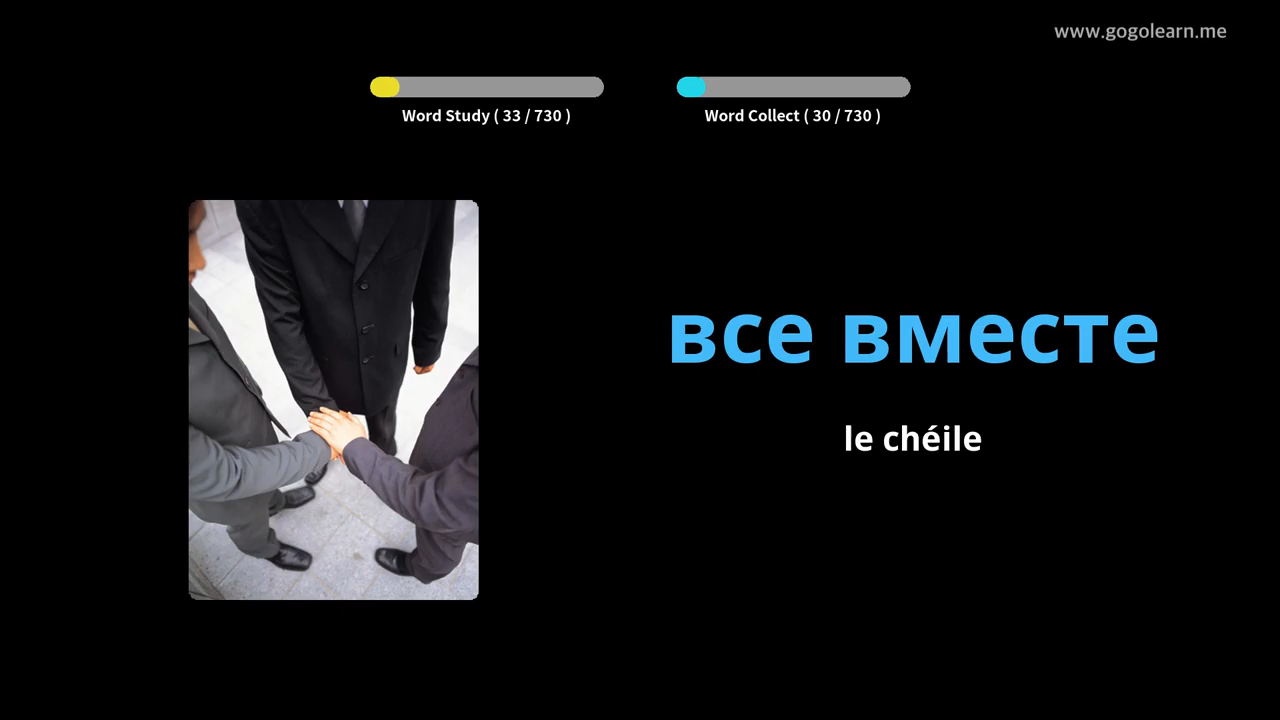 www.gogolearn.me
Word Study ( 33 / 730 )
Word Collect ( 30 / 730 )
все вместе
le chéile